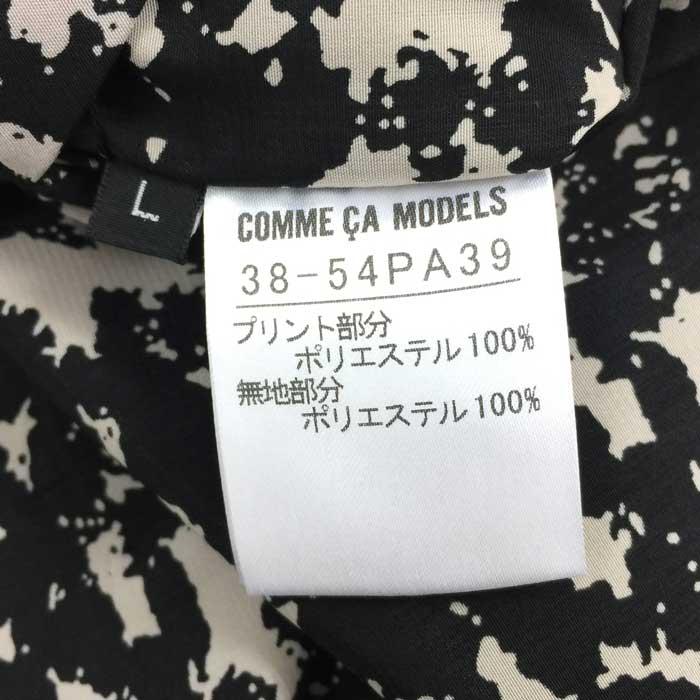 L
COMME ÇA MODELS
38-54PA39
プリント部分
ポリエステル100%
無地部分
ポリエステル100%